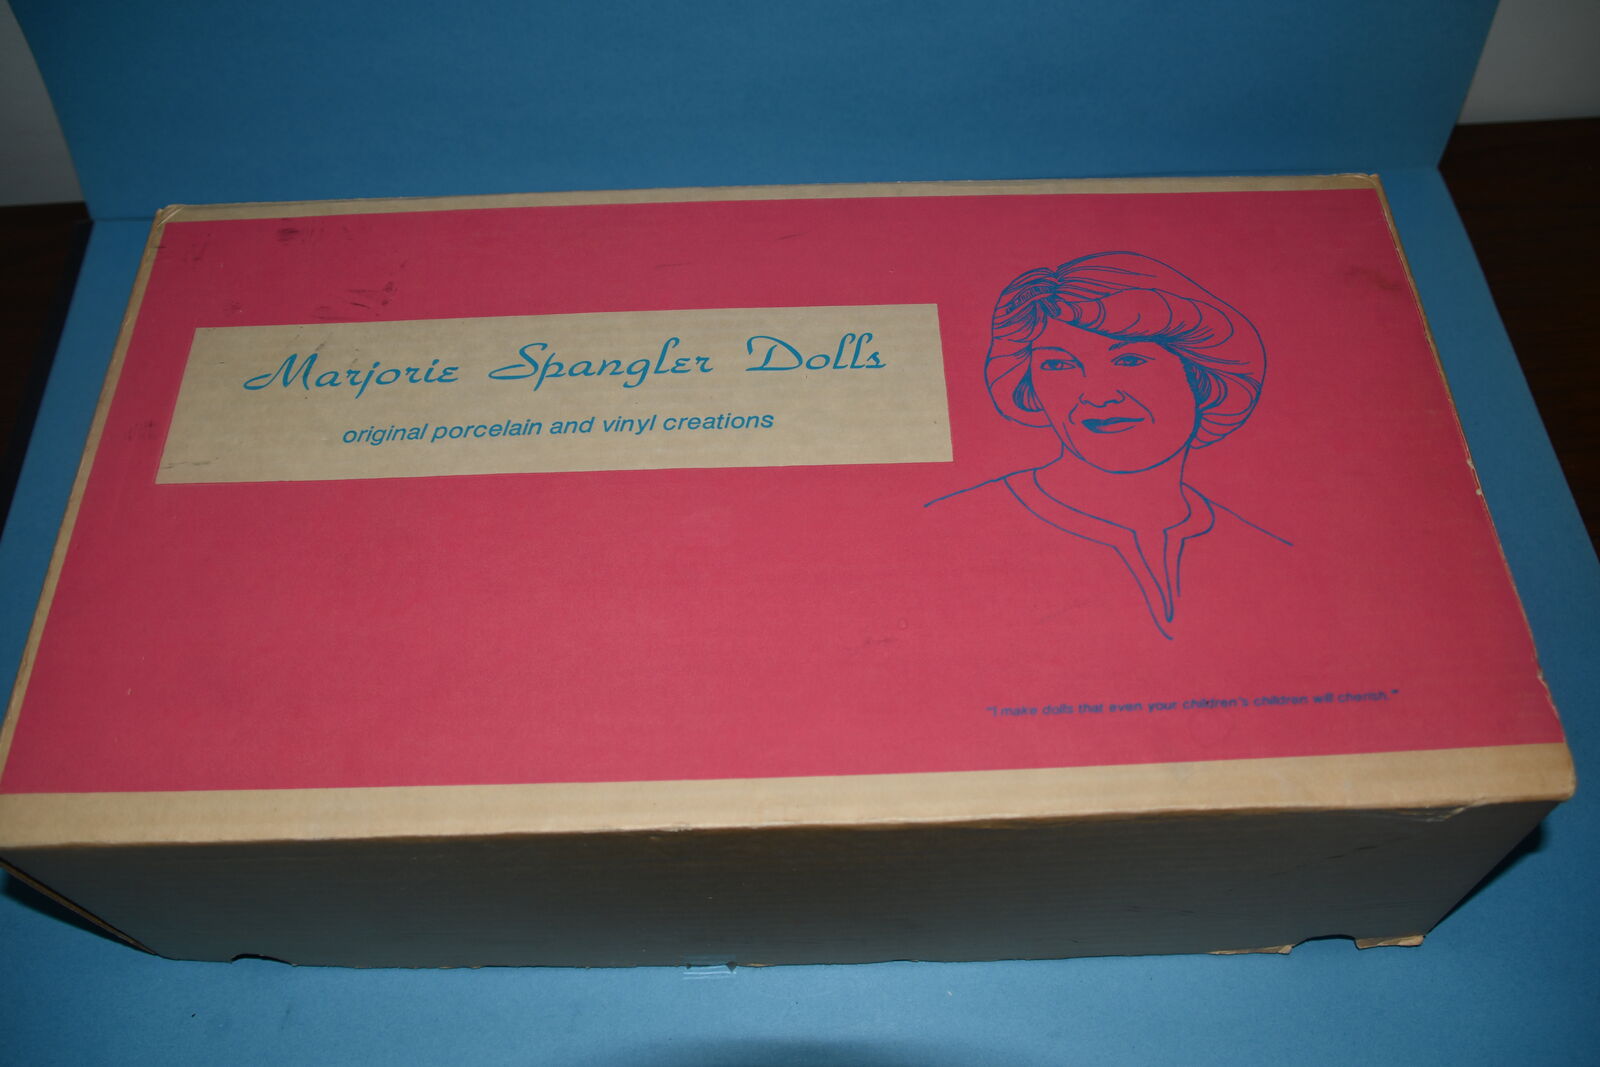 Marjorie Spangler Dolls
original porcelain and vinyl creations
"I make dolls that even your children's children will cherish."